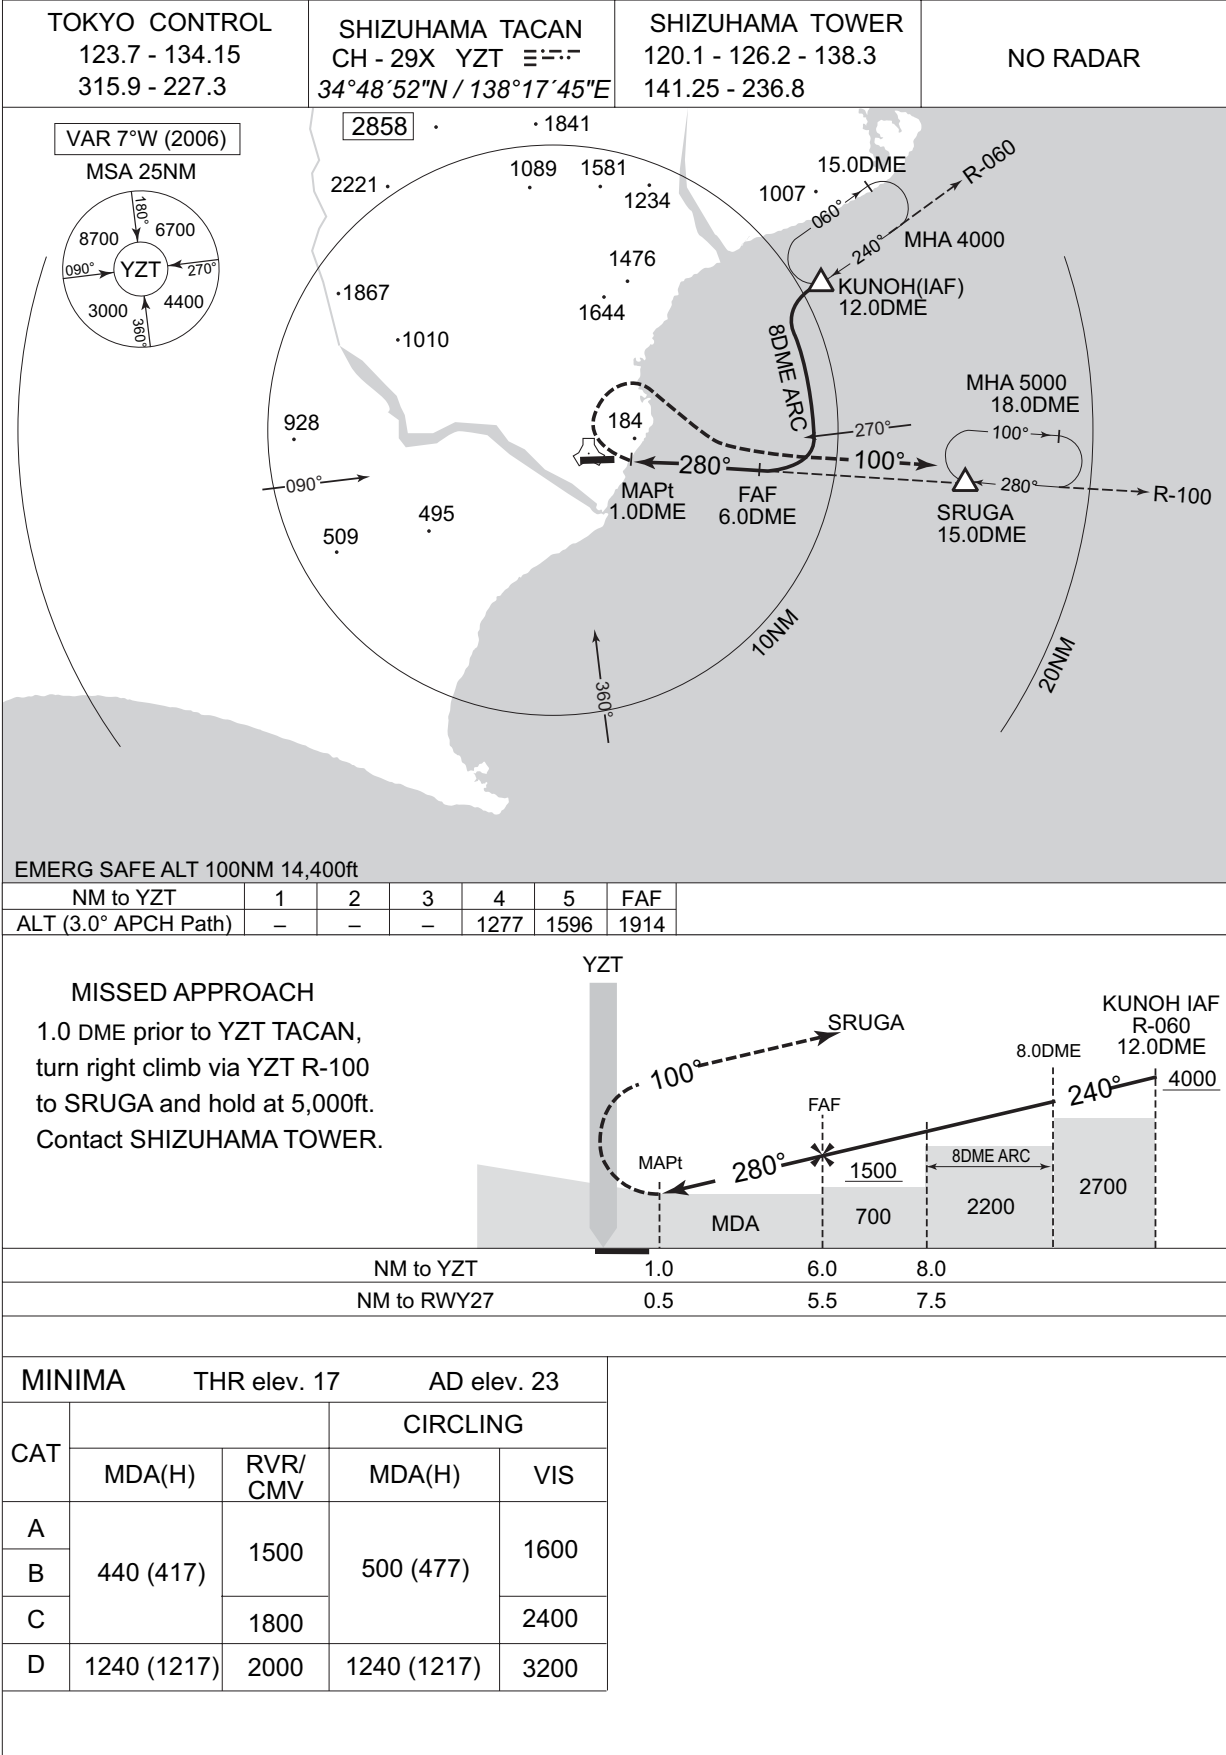 TOKYO CONTROL
123.7 - 134.15
315.9 - 227.3
SHIZUHAMA TACAN
CH - 29X YZT
34°48´52"N / 138°17´45"E
SHIZUHAMA TOWER
120.1 - 126.2 - 138.3
141.25 - 236.8
NO RADAR
VAR 7°W (2006)
MSA 25NM
180°
8700
6700
090°
YZT
270°
3000
4400
360°
2858
1841
2221
1089
1581
1234
1007
15.0DME
R-060
060°
240°
MHA 4000
KUNOH(IAF)
12.0DME
1476
1867
1644
1010
8DME ARC
MHA 5000
18.0DME
928
184
270°
100°
090°
280°
100°
280°
R-100
MAPt
1.0DME
FAF
6.0DME
SRUGA
15.0DME
495
509
10NM
20NM
360°
EMERG SAFE ALT 100NM 14,400ft
NM to YZT 1 2 3 4 5 FAF
ALT (3.0° APCH Path) – – – 1277 1596 1914
MISSED APPROACH
1.0 DME prior to YZT TACAN,
turn right climb via YZT R-100
to SRUGA and hold at 5,000ft.
Contact SHIZUHAMA TOWER.
YZT
SRUGA
100°
KUNOH IAF
R-060
12.0DME
8.0DME
240°
4000
FAF
MAPt
280°
1500
8DME ARC
MDA
700
2200
2700
NM to YZT 1.0 6.0 8.0
NM to RWY27 0.5 5.5 7.5
MINIMA THR elev. 17 AD elev. 23
CAT
CIRCLING
MDA(H)
RVR/
CMV
MDA(H)
VIS
A
B
440 (417)
1500
500 (477)
1600
C
1800
2400
D 1240 (1217) 2000 1240 (1217) 3200